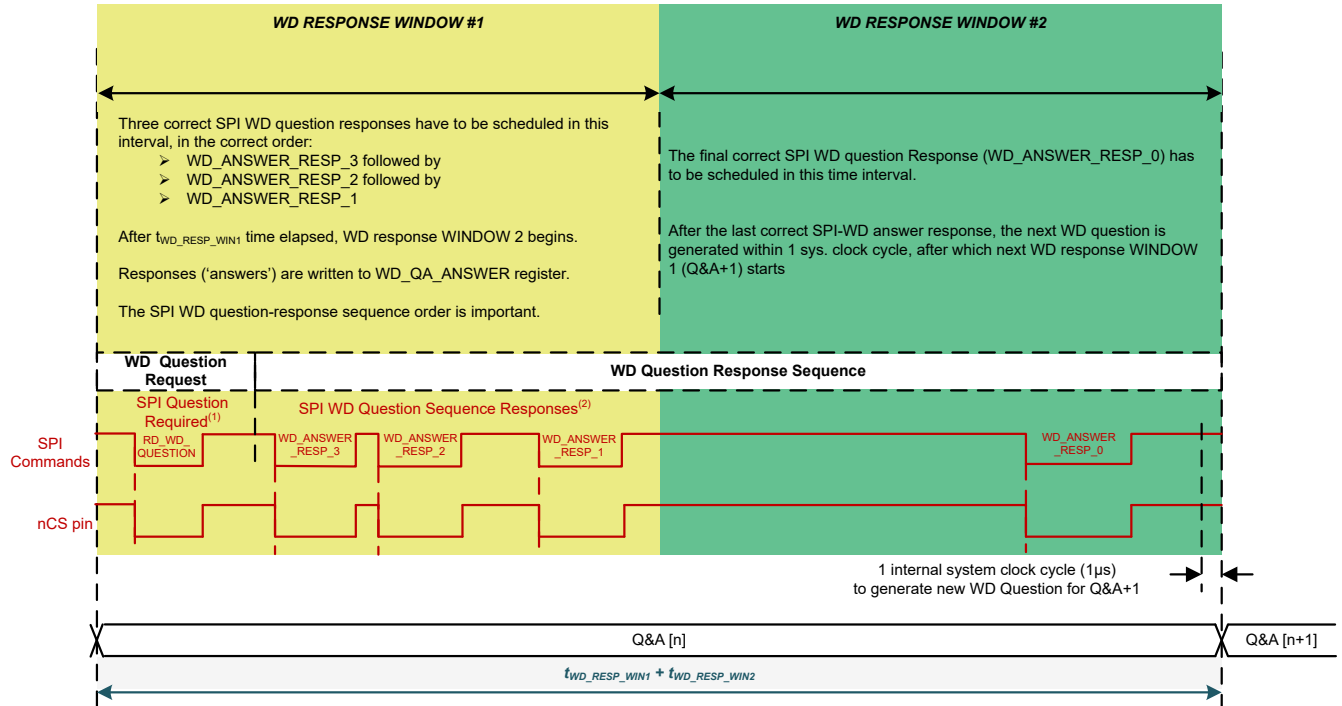 WD RESPONSE WINDOW #1
WD RESPONSE WINDOW #2
Three correct SPI WD question responses have to be scheduled in this
interval, in the correct order:
➢ WD_ANSWER_RESP_3 followed by
➢ WD_ANSWER_RESP_2 followed by
➢ WD_ANSWER_RESP_1
After tWD_RESP_WIN1 time elapsed, WD response WINDOW 2 begins.
Responses (‘answers’) are written to WD_QA_ANSWER register.
The SPI WD question-response sequence order is important.
The final correct SPI WD question Response (WD_ANSWER_RESP_0) has
to be scheduled in this time interval.
After the last correct SPI-WD answer response, the next WD question is
generated within 1 sys. clock cycle, after which next WD response WINDOW
1 (Q&A+1) starts
WD Question
Request
WD Question Response Sequence
SPI Question
Required(1)
SPI WD Question Sequence Responses(2)
SPI
Commands
RD_WD_
QUESTION
WD_ANSWER
_RESP_3
WD_ANSWER
_RESP_2
WD_ANSWER
_RESP_1
WD_ANSWER
_RESP_0
nCS pin
1 internal system clock cycle (1µs)
to generate new WD Question for Q&A+1
Q&A [n]
Q&A [n+1]
tWD_RESP_WIN1 + tWD_RESP_WIN2